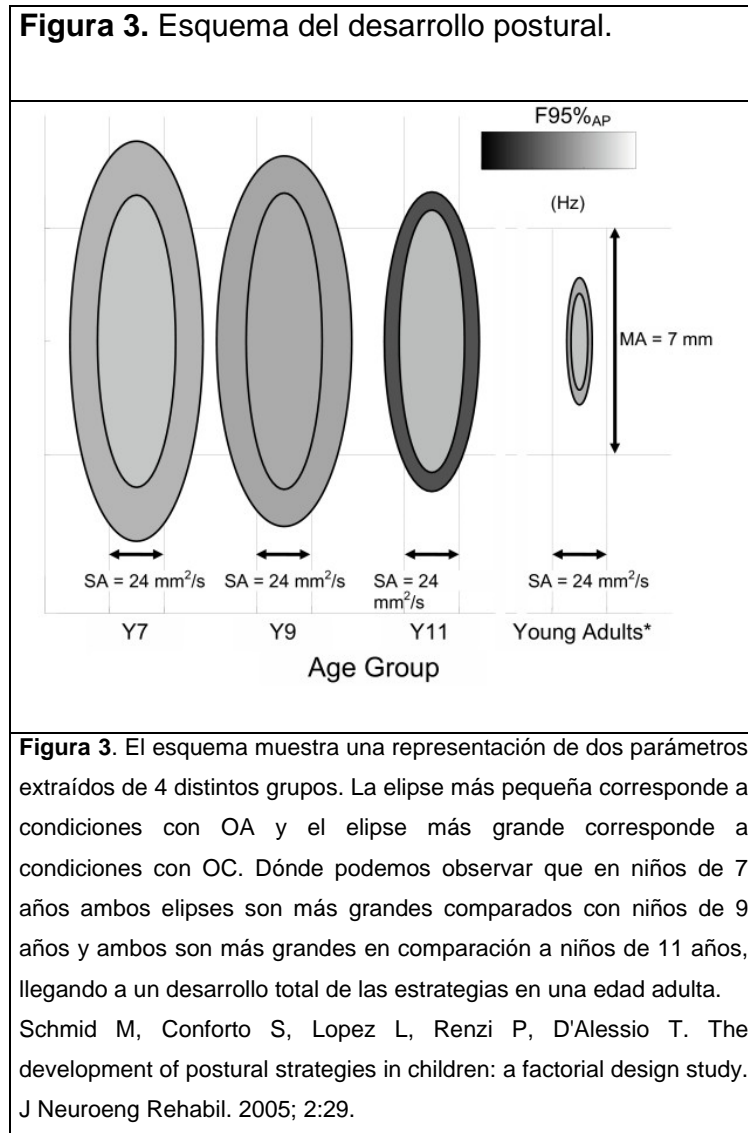 Figura 3. Esquema del desarrollo postural.
F95%AP
(Hz)
MA = 7 mm
SA = 24 mm²/s SA = 24 mm²/s SA = 24 mm²/s SA = 24 mm²/s
Y7 Y9 Y11 Young Adults*
Age Group
Figura 3. El esquema muestra una representación de dos parámetros
extraídos de 4 distintos grupos. La elipse más pequeña corresponde a
condiciones con OA y el elipse más grande corresponde a
condiciones con OC. Dónde podemos observar que en niños de 7
años ambos elipses son más grandes comparados con niños de 9
años y ambos son más grandes en comparación a niños de 11 años,
llegando a un desarrollo total de las estrategias en una edad adulta.
Schmid M, Conforto S, Lopez L, Renzi P, D'Alessio T. The
development of postural strategies in children: a factorial design study.
J Neuroeng Rehabil. 2005; 2:29.